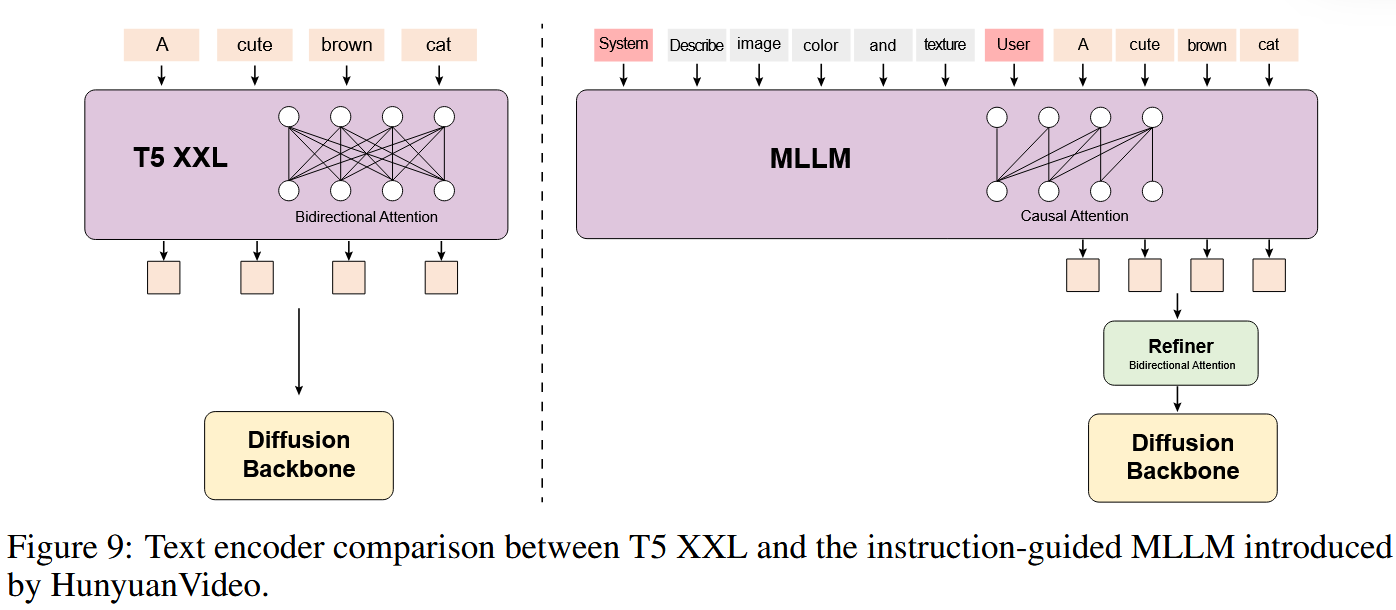 A cute brown cat
T5 XXL
Bidirectional Attention
Diffusion
Backbone
System Describe image color and texture User A cute brown cat
MLLM
Causal Attention
Refiner
Bidirectional Attention
Diffusion
Backbone
Figure 9: Text encoder comparison between T5 XXL and the instruction-guided MLLM introduced
by HunyuanVideo.